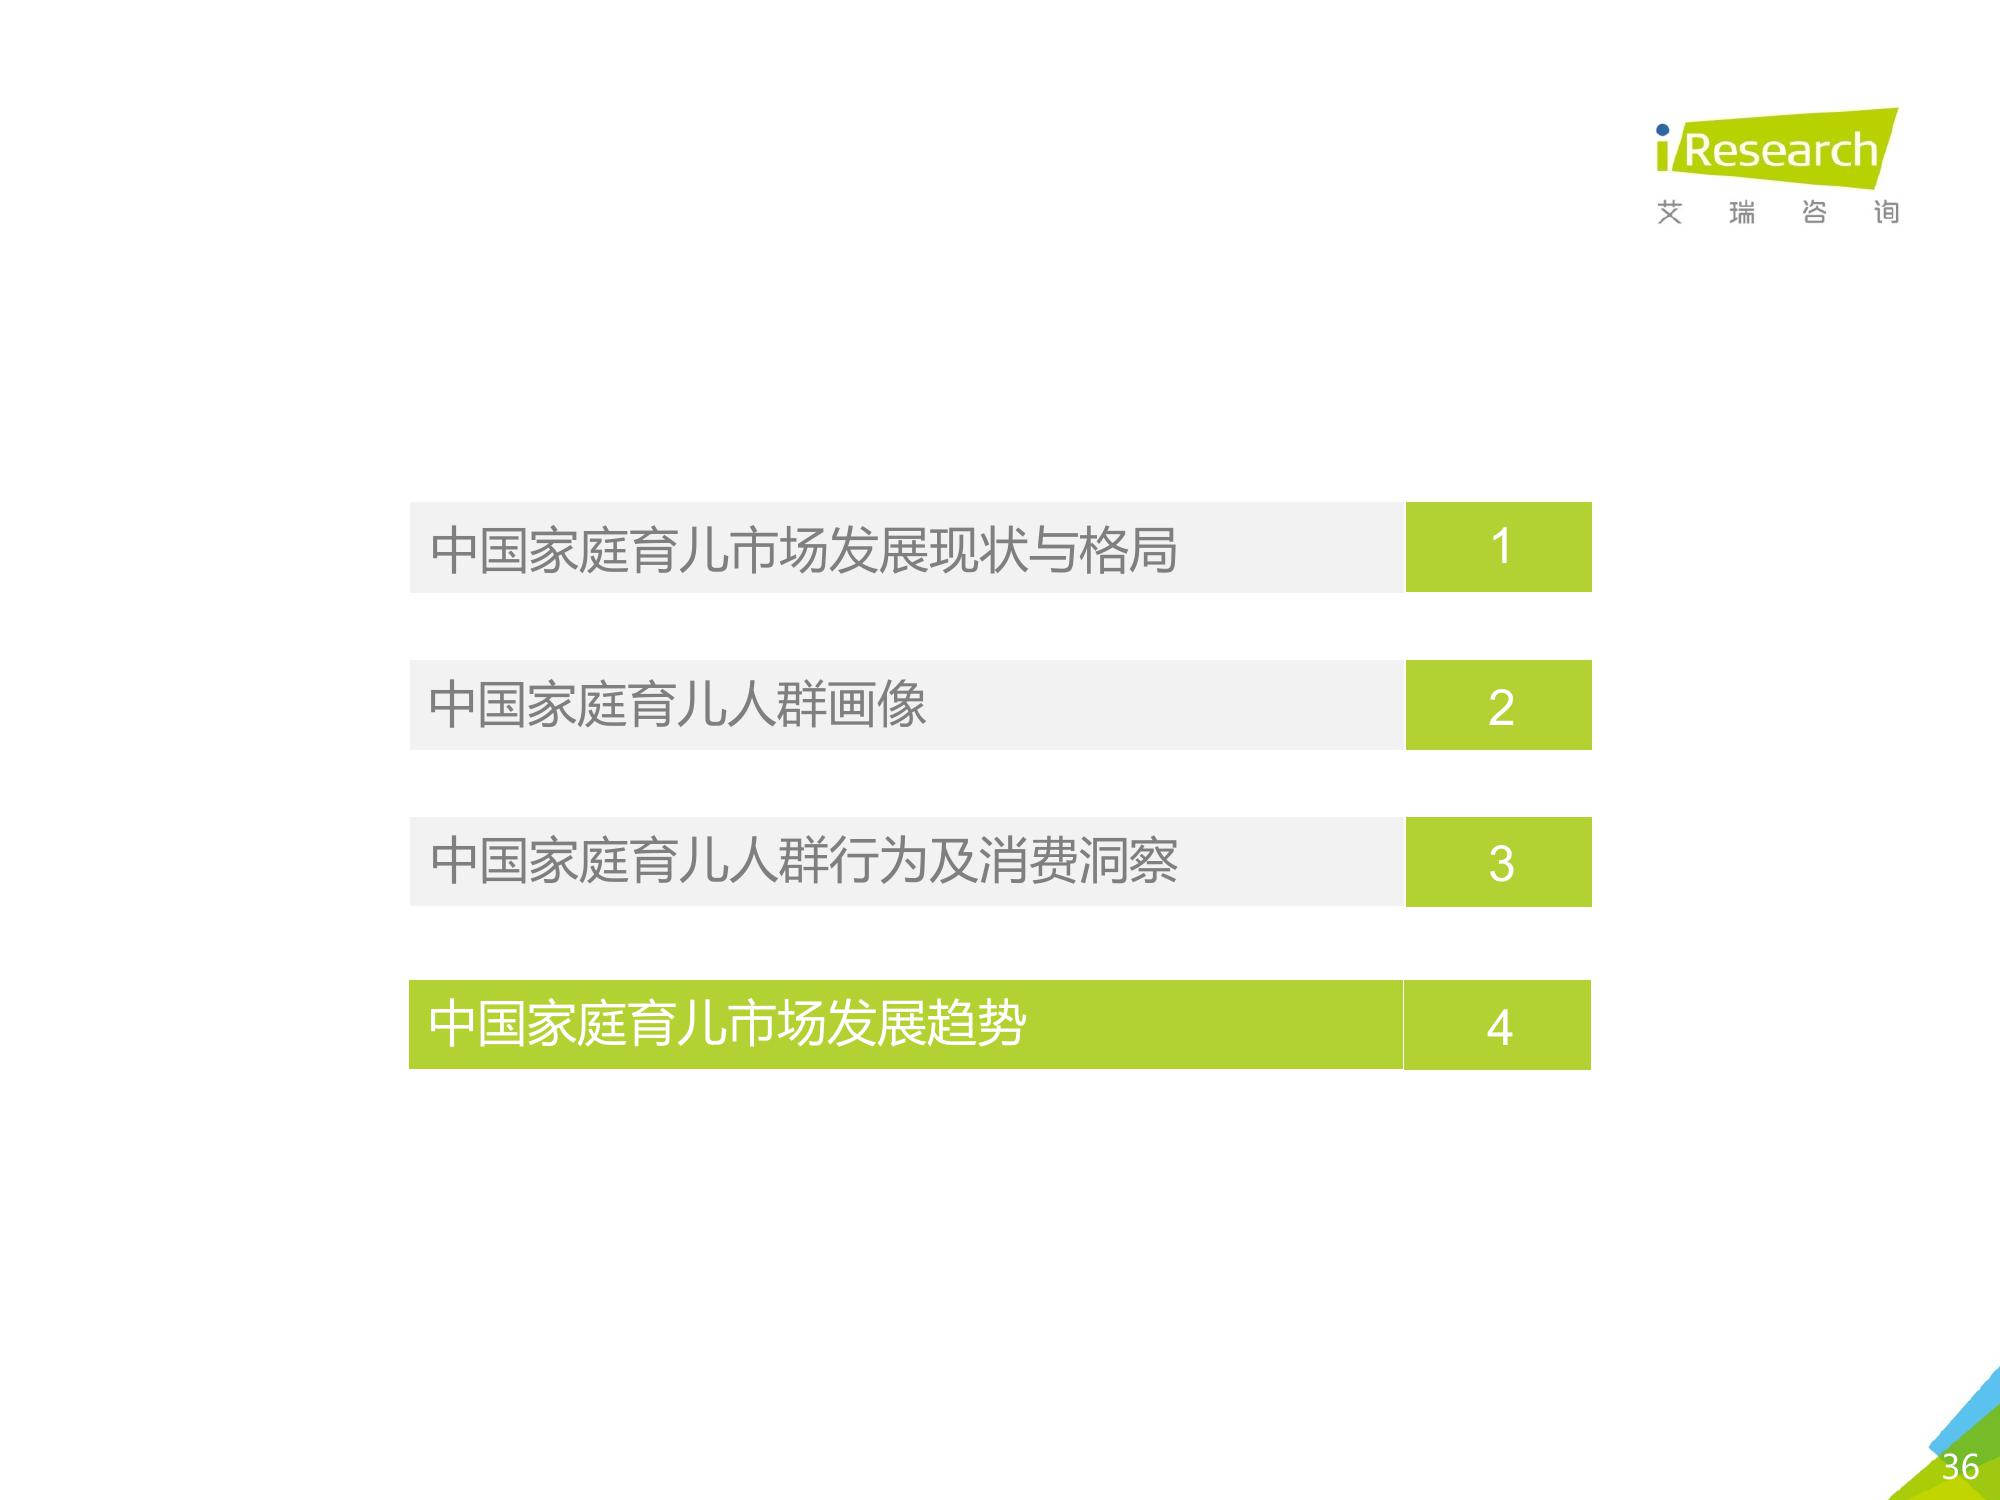 iResearch
艾瑞咨询
中国家庭育儿市场发展现状与格局 1
中国家庭育儿人群画像 2
中国家庭育儿人群行为及消费洞察 3
中国家庭育儿市场发展趋势 4
36